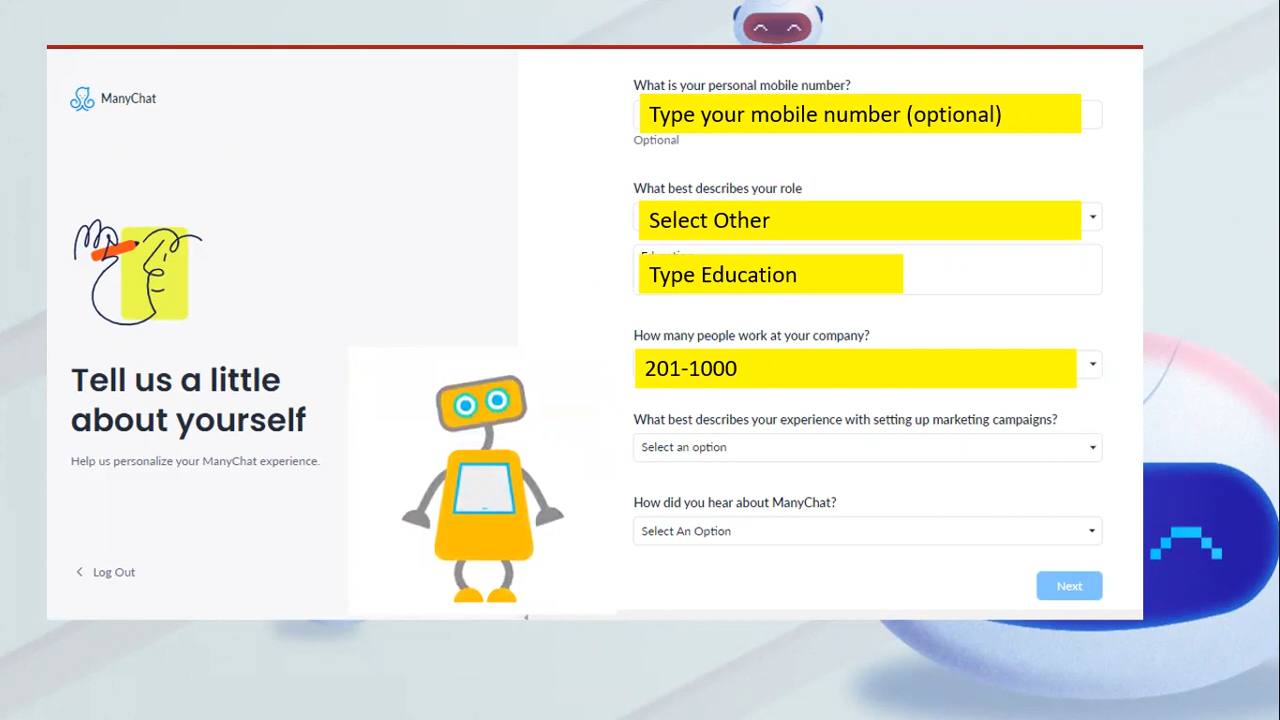 ManyChat
Tell us a little
about yourself
Help us personalize your ManyChat experience.
Log Out
What is your personal mobile number?
Type your mobile number (optional)
Optional
What best describes your role
Select Other
Type Education
How many people work at your company?
201-1000
What best describes your experience with setting up marketing campaigns?
Select an option
How did you hear about ManyChat?
Select An Option
Next